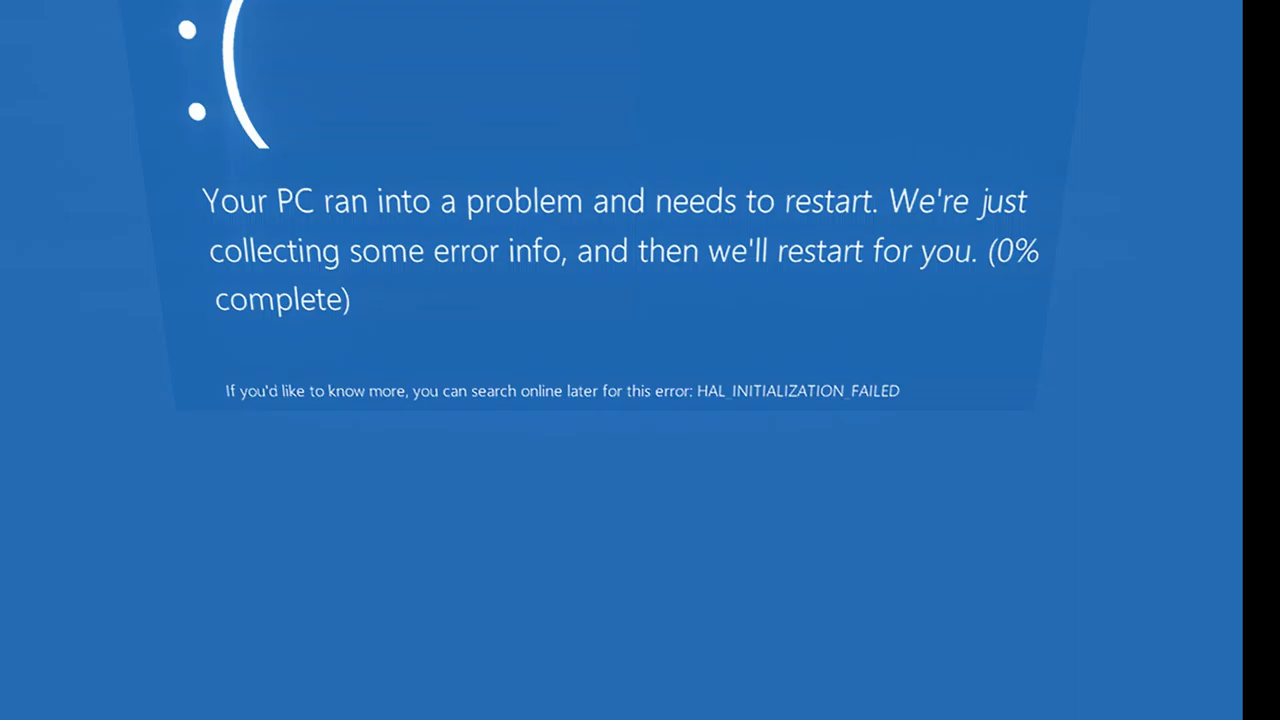 :(
Your PC ran into a problem and needs to restart. We're just
collecting some error info, and then we'll restart for you. (0%
complete)
If you'd like to know more, you can search online later for this error: HAL_INITIALIZATION_FAILED